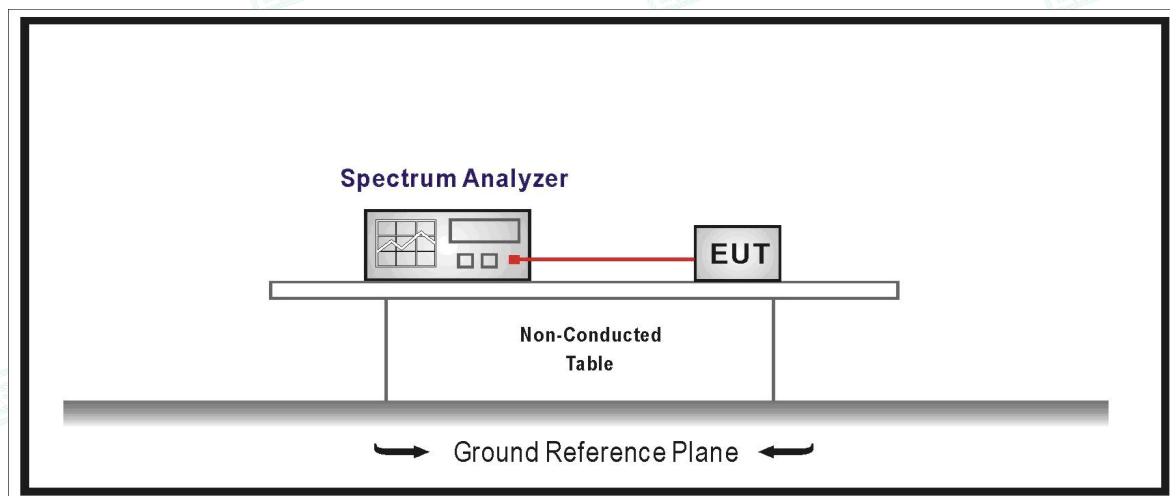 Spectrum Analyzer
EUT
Non-Conducted
Table
Ground Reference Plane